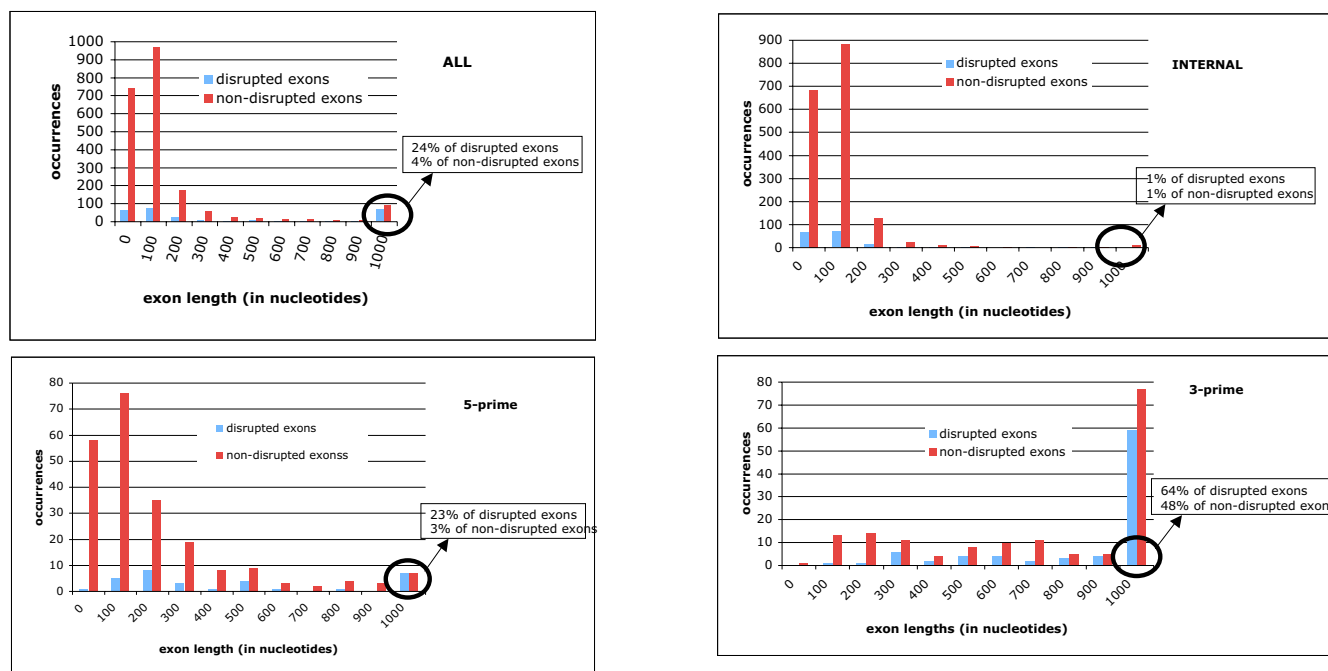 1000
900
800
700
600
500
400
300
200
100
0
occurrences
ALL
disrupted exons
non-disrupted exons
24% of disrupted exons
4% of non-disrupted exons
0 100 200 300 400 500 600 700 800 900 1000
exon length (in nucleotides)
900
800
700
600
500
400
300
200
100
0
occurrences
INTERNAL
disrupted exons
non-disrupted exons
1% of disrupted exons
1% of non-disrupted exons
0 100 200 300 400 500 600 700 800 900 1000
exon length (in nucleotides)
80
70
60
50
40
30
20
10
0
occurrences
5-prime
disrupted exons
non-disrupted exonss
23% of disrupted exons
3% of non-disrupted exons
0 100 200 300 400 500 600 700 800 900 1000
exon length (in nucleotides)
80
70
60
50
40
30
20
10
0
occurrences
3-prime
disrupted exons
non-disrupted exons
64% of disrupted exons
48% of non-disrupted exon
0 100 200 300 400 500 600 700 800 900 1000
exon lengths (in nucleotides)